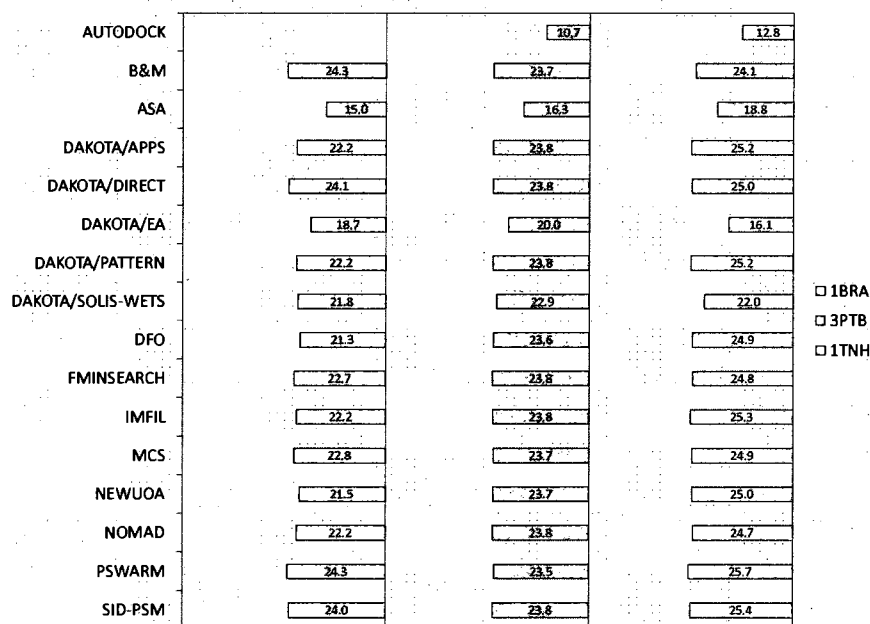 AUTODOCK 10.7 12.8
B&M 24.3 23.7 24.1
ASA 15.0 16.3 18.8
DAKOTA/APPS 22.2 23.8 25.2
DAKOTA/DIRECT 24.1 23.8 25.0
DAKOTA/EA 18.7 20.0 16.1
DAKOTA/PATTERN 22.2 23.8 25.2
DAKOTA/SOLIS-WETS 21.8 22.9 22.0
DFO 21.3 23.6 24.9
FMINSEARCH 22.7 23.8 24.8
IMFIL 22.2 23.8 25.3
MCS 22.8 23.7 24.9
NEWUOA 21.5 23.7 25.0
NOMAD 22.2 23.8 24.7
PSWARM 24.3 23.5 25.7
SID-PSM 24.0 23.8 25.4
1BRA
3PTB
1TNH